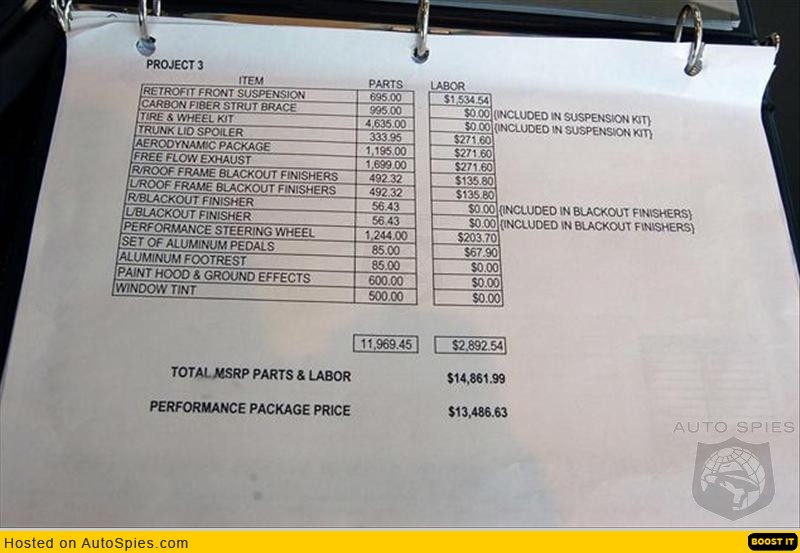 PROJECT 3
ITEM PARTS LABOR
RETROFIT FRONT SUSPENSION 695.00 $1,534.54
CARBON FIBER STRUT BRACE 995.00 $0.00 {INCLUDED IN SUSPENSION KIT}
TIRE & WHEEL KIT 4,635.00 $0.00 {INCLUDED IN SUSPENSION KIT}
TRUNK LID SPOILER 333.95 $271.60
AERODYNAMIC PACKAGE 1,195.00 $271.60
FREE FLOW EXHAUST 1,699.00 $271.60
R/ROOF FRAME BLACKOUT FINISHERS 492.32 $135.80
L/ROOF FRAME BLACKOUT FINISHERS 492.32 $135.80
R/BLACKOUT FINISHER 56.43 $0.00 {INCLUDED IN BLACKOUT FINISHERS}
L/BLACKOUT FINISHER 56.43 $0.00 {INCLUDED IN BLACKOUT FINISHERS}
PERFORMANCE STEERING WHEEL 1,244.00 $203.70
SET OF ALUMINUM PEDALS 85.00 $67.90
ALUMINUM FOOTREST 85.00 $0.00
PAINT HOOD & GROUND EFFECTS 600.00 $0.00
WINDOW TINT 500.00 $0.00
11,969.45 $2,892.54
TOTAL MSRP PARTS & LABOR $14,861.99
PERFORMANCE PACKAGE PRICE $13,486.63
AUTO SPIES
Hosted on AutoSpies.com
BOOST IT